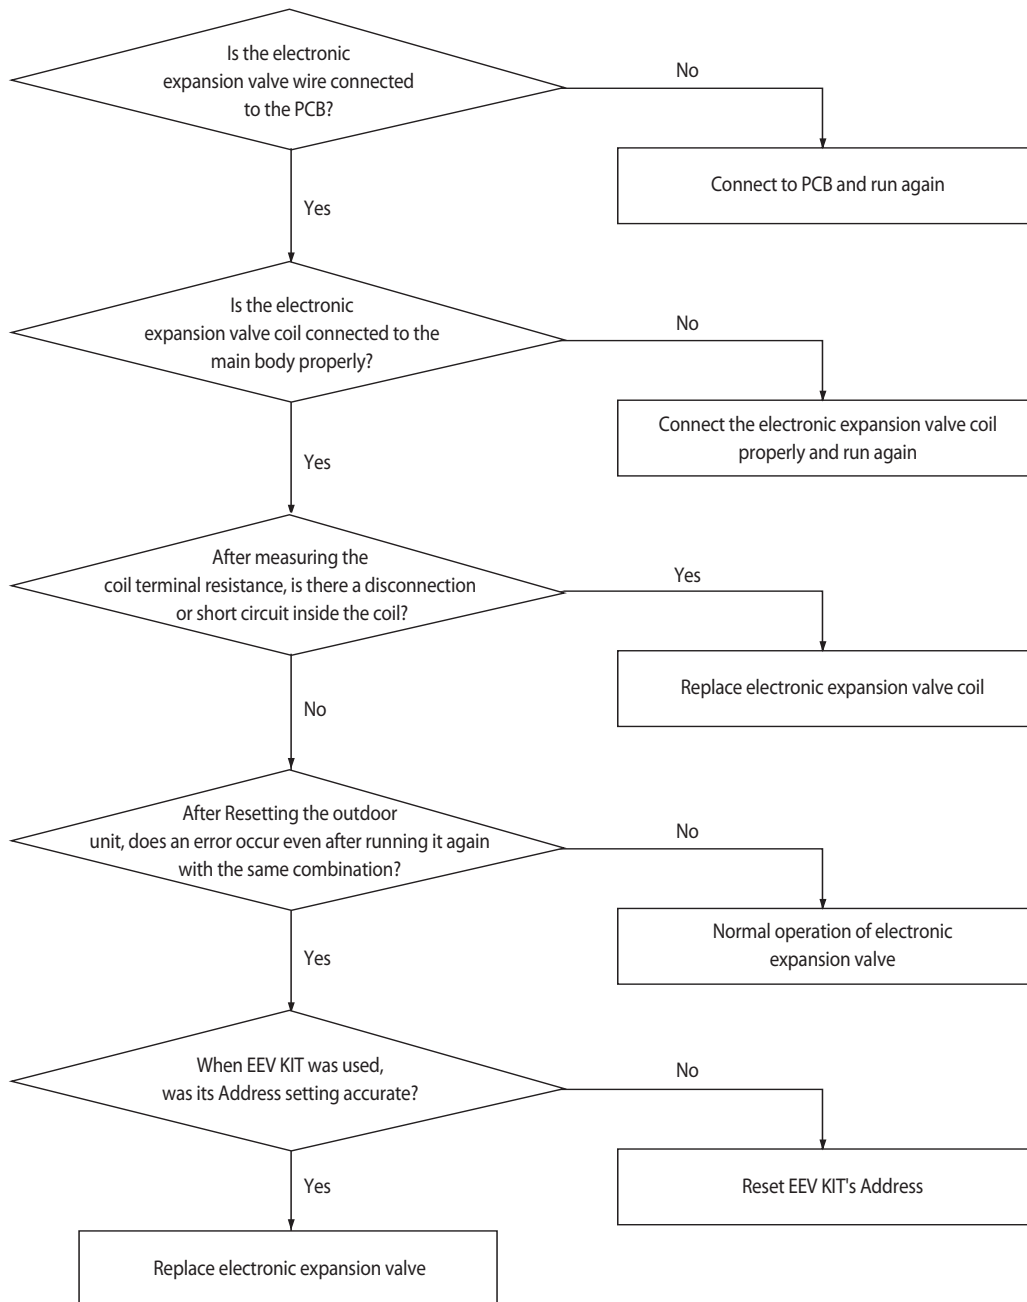 Is the electronic
expansion valve wire connected
to the PCB?
No
Connect to PCB and run again
Yes
Is the electronic
expansion valve coil connected to the
main body properly?
No
Connect the electronic expansion valve coil
properly and run again
Yes
After measuring the
coil terminal resistance, is there a disconnection
or short circuit inside the coil?
Yes
Replace electronic expansion valve coil
No
After Resetting the outdoor
unit, does an error occur even after running it again
with the same combination?
No
Normal operation of electronic
expansion valve
Yes
When EEV KIT was used,
was its Address setting accurate?
No
Reset EEV KIT's Address
Yes
Replace electronic expansion valve